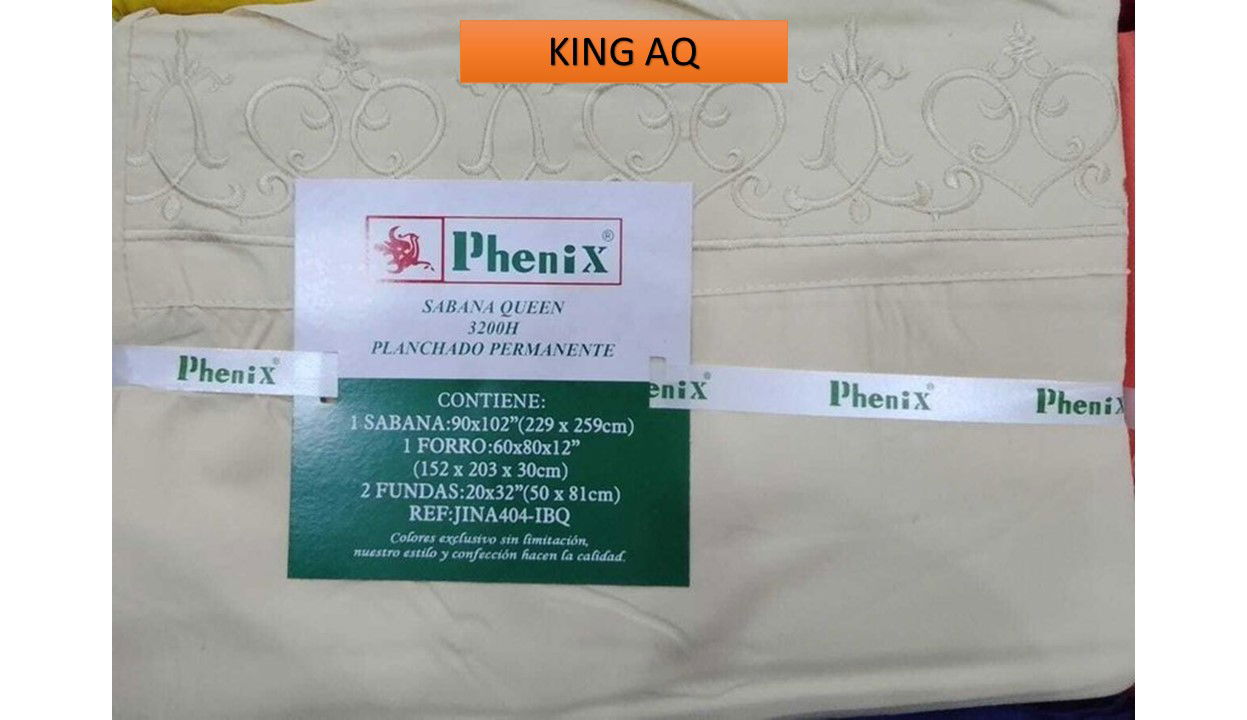 KING AQ
PheniX®
SABANA QUEEN
3200H
PLANCHADO PERMANENTE
PheniX®
eniX®
PheniX®
PheniX
CONTIENE:
1 SABANA:90x102”(229 x 259cm)
1 FORRO:60x80x12”
(152 x 203 x 30cm)
2 FUNDAS:20x32”(50 x 81cm)
REF:JINA404-IBQ
Colores exclusivo sin limitación,
nuestro estilo y confección hacen la calidad.